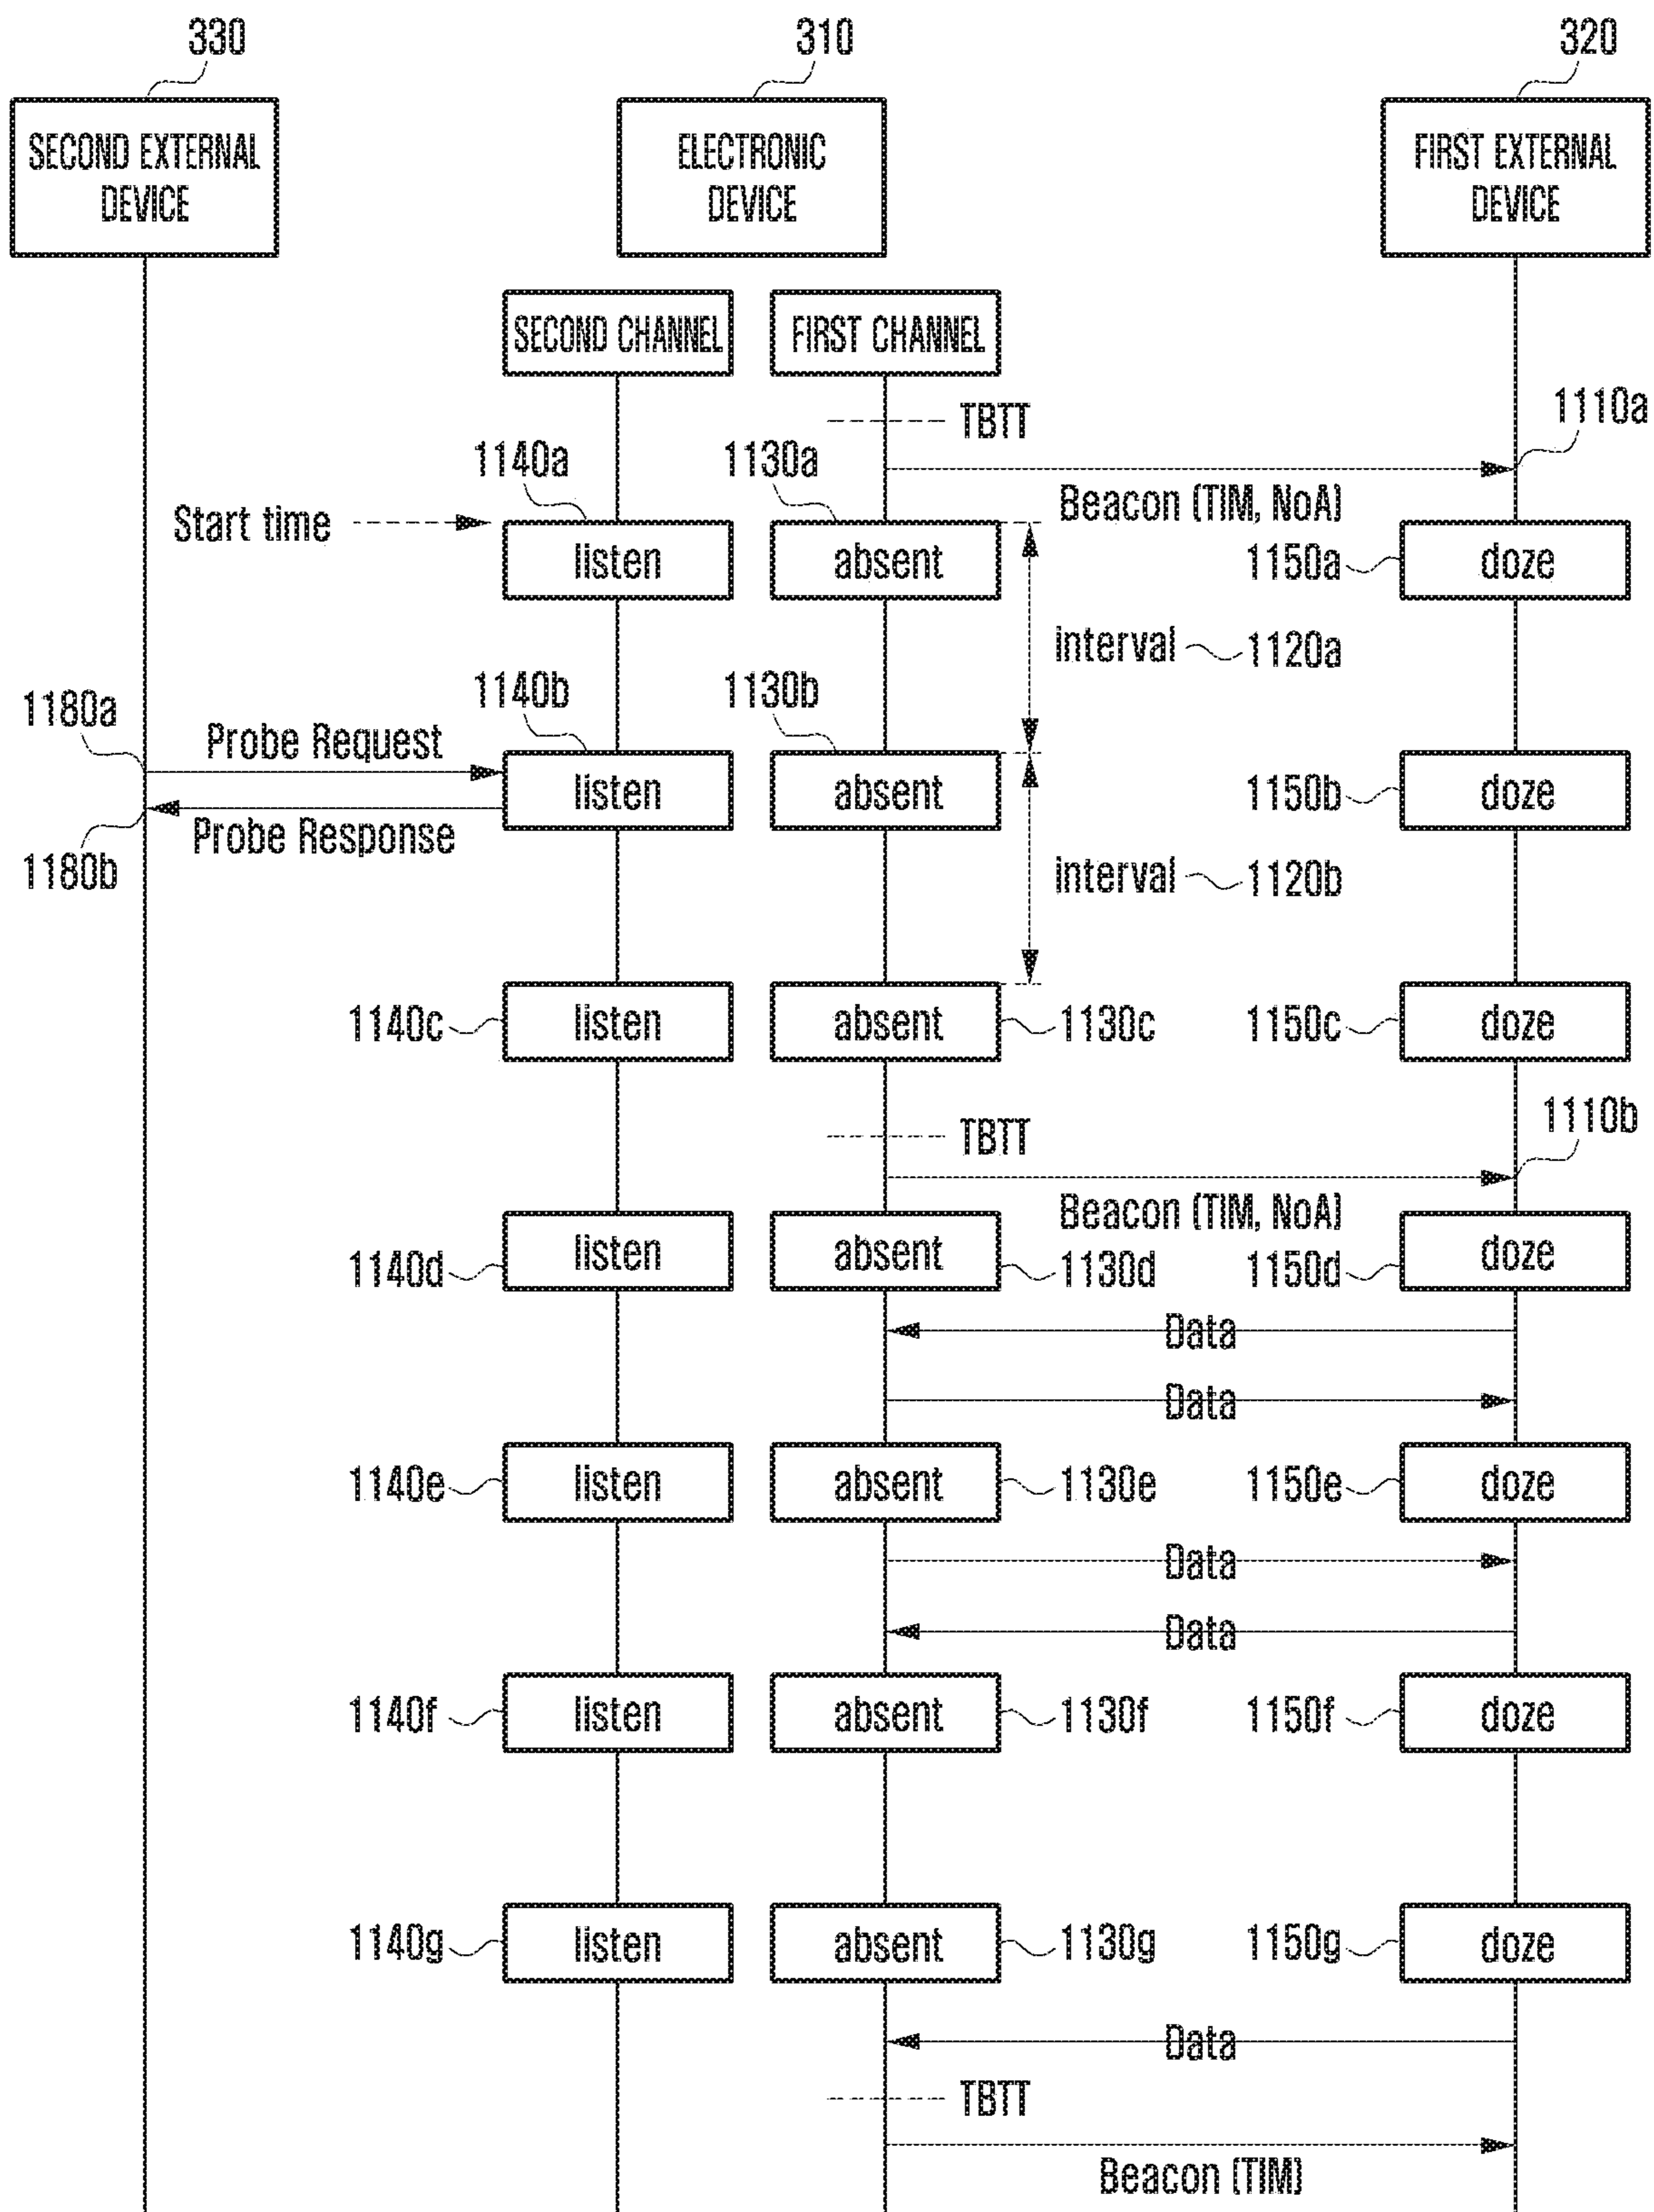 330
310
320
SECOND EXTERNAL
DEVICE
ELECTRONIC
DEVICE
FIRST EXTERNAL
DEVICE
SECOND CHANNEL
FIRST CHANNEL
TBTT
1110a
1140a
1130a
Beacon (TIM, NoA)
Start time
listen
absent
1150a
doze
interval
1120a
1140b
1130b
1180a
Probe Request
listen
absent
1150b
doze
Probe Response
1180b
interval
1120b
1140c
listen
absent
1130c
1150c
doze
TBTT
1110b
Beacon (TIM, NoA)
1140d
listen
absent
1130d
1150d
doze
Data
Data
1140e
listen
absent
1130e
1150e
doze
Data
Data
1140f
listen
absent
1130f
1150f
doze
1140g
listen
absent
1130g
1150g
doze
Data
TBTT
Beacon (TIM)